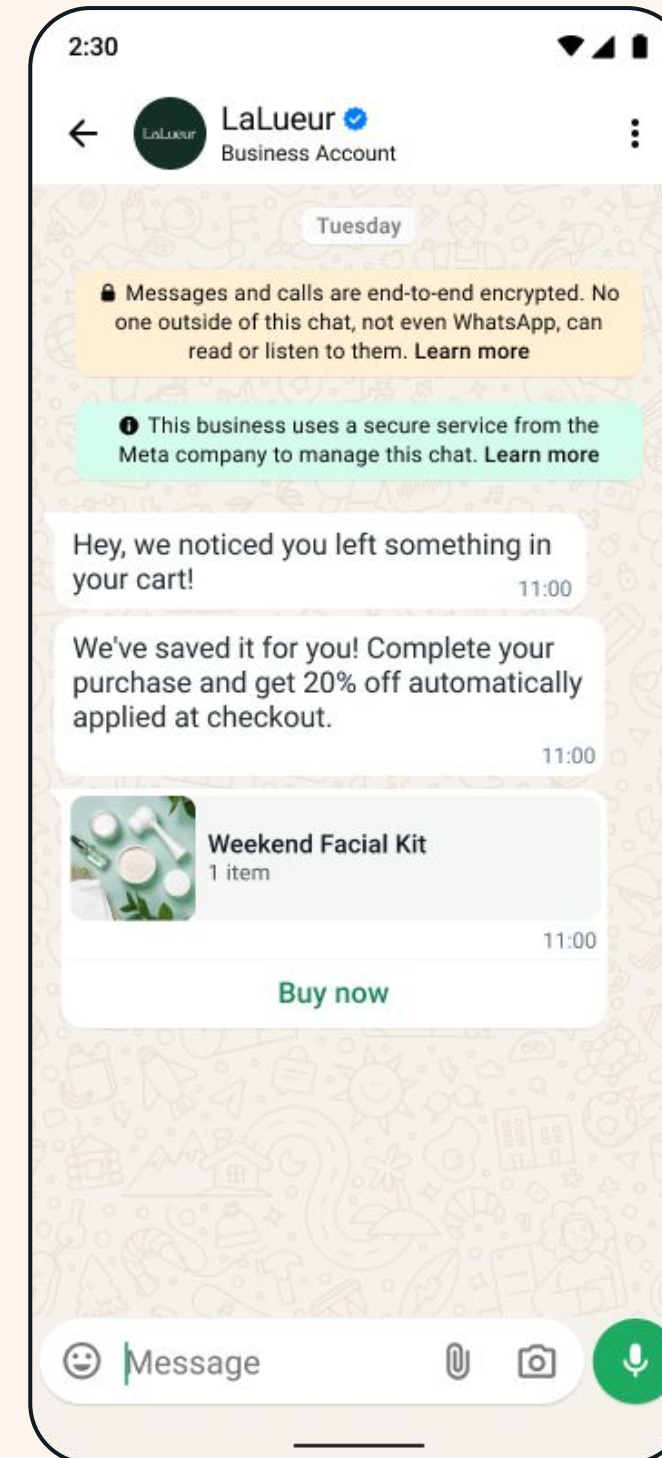 2:30
LaLueur
LaLueur
Business Account
Tuesday
Messages and calls are end-to-end encrypted. No
one outside of this chat, not even WhatsApp, can
read or listen to them. Learn more
This business uses a secure service from the
Meta company to manage this chat. Learn more
Hey, we noticed you left something in
your cart!
11:00
We've saved it for you! Complete your
purchase and get 20% off automatically
applied at checkout.
11:00
Weekend Facial Kit
1 item
11:00
Buy now
Message